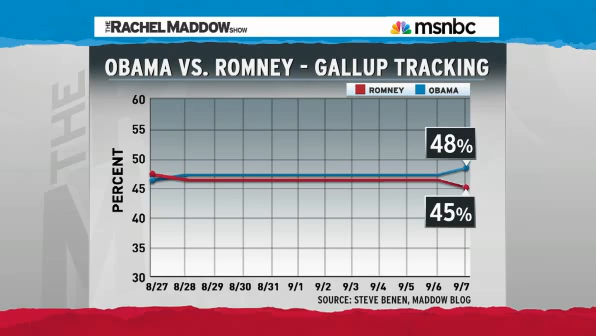 THE RACHEL MADDOW SHOW
msnbc
THE
OBAMA VS. ROMNEY - GALLUP TRACKING
ROMNEY OBAMA
60
55
50
45
40
35
30
PERCENT
48%
45%
8/27 8/28 8/29 8/30 8/31 9/1 9/2 9/3 9/4 9/5 9/6 9/7
SOURCE: STEVE BENEN, MADDOW BLOG